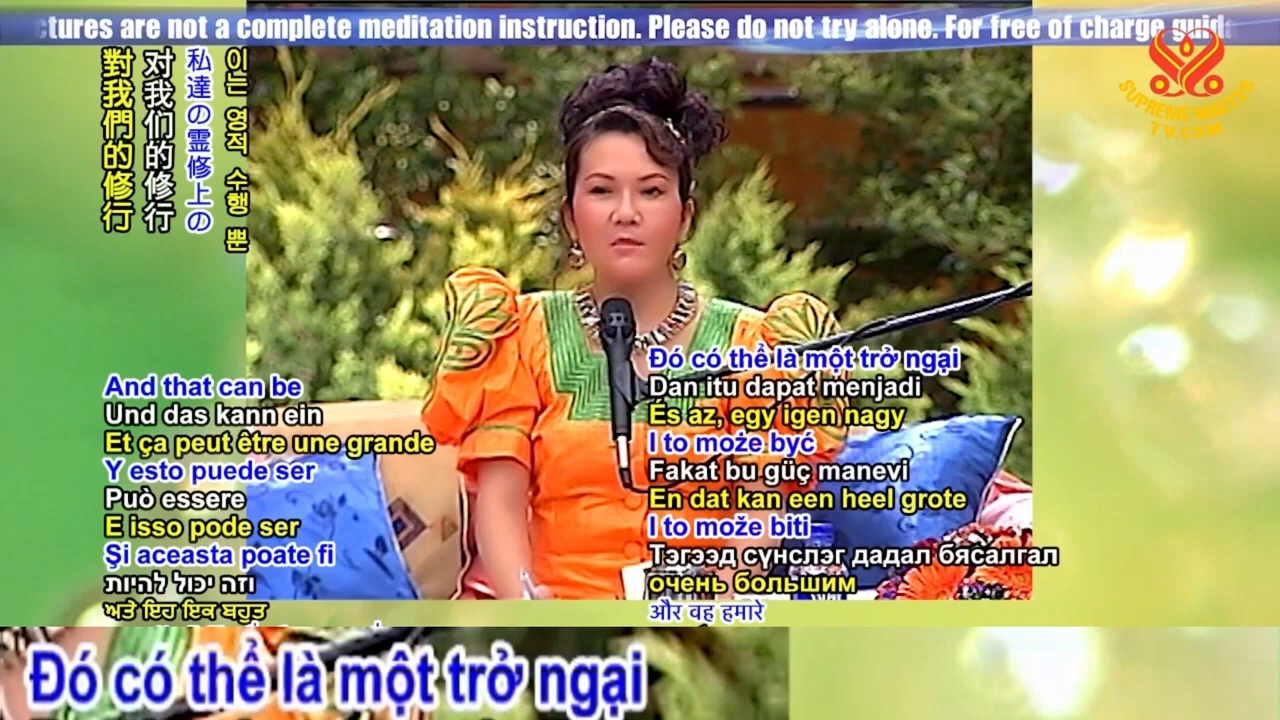 ctures are not a complete meditation instruction. Please do not try alone. For free of charge
SUPREMEMASTER
TV.COM
이는 영적 수행 뿐
私達の霊修上の
对我们的修行
對我們的修行
And that can be
Und das kann ein
Et ça peut être une grande
Y esto puede ser
Può essere
E isso pode ser
Şi aceasta poate fi
וזה יכול להיות
ਅਤੇ ਇਹ ਇਕ ਬਹੁਤ
Đó có thể là một trở ngại
Dan itu dapat menjadi
És az, egy igen nagy
I to może być
Fakat bu güç manevi
En dat kan een heel grote
I to može biti
Тэгээд сүнслэг дадал бясалгал
очень большим
और वह हमारे
Đó có thể là một trở ngại